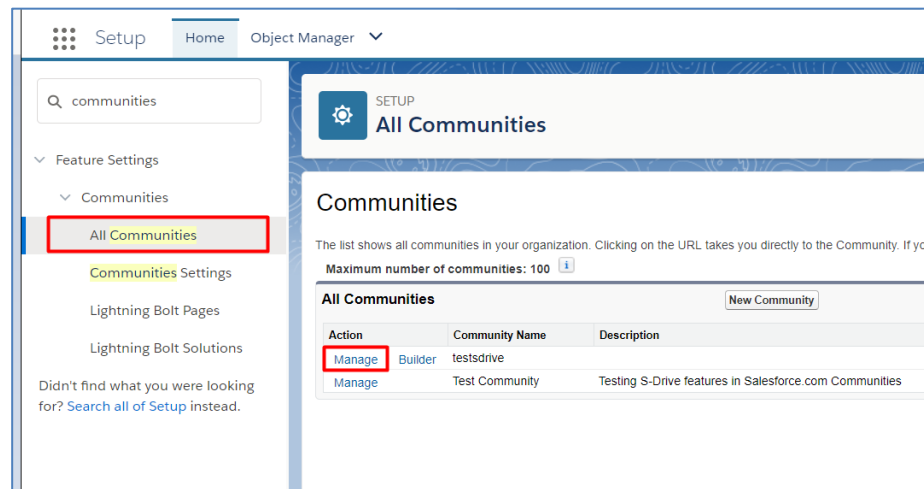 Setup Home Object Manager
communities
SETUP
All Communities
Feature Settings
Communities
All Communities
Communities Settings
Lightning Bolt Pages
Lightning Bolt Solutions
Didn't find what you were looking
for? Search all of Setup instead.
Communities
The list shows all communities in your organization. Clicking on the URL takes you directly to the Community. If
Maximum number of communities: 100 i
All Communities New Community
Action Community Name Description
Manage Builder testsdrive
Manage Test Community Testing S-Drive features in Salesforce.com Communities